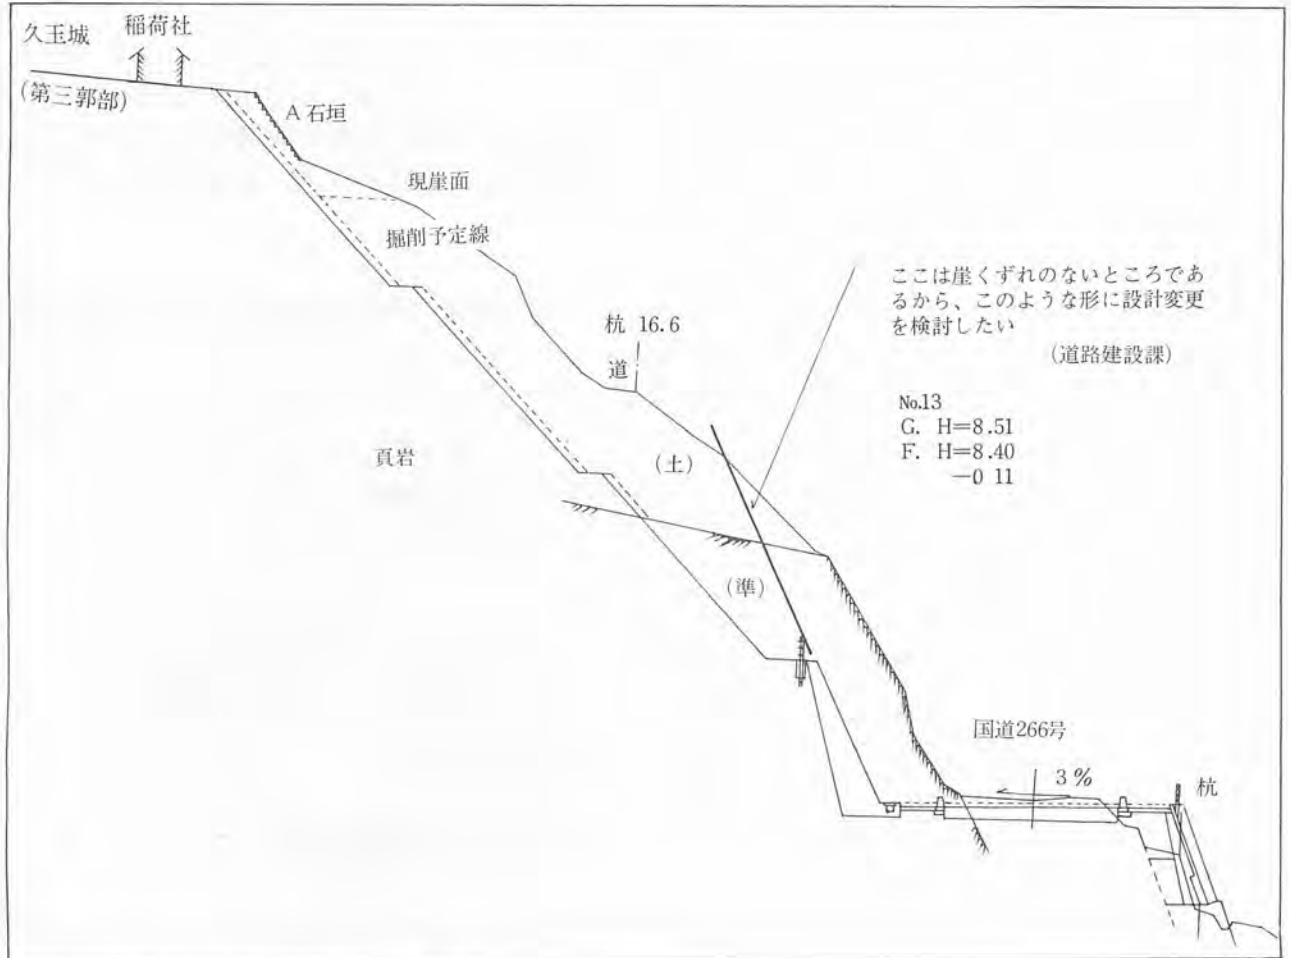 久玉城
稲荷社
(第三郭部)
A 石垣
現崖面
掘削予定線
杭 16.6
道
ここは崖くずれのないところであ
るから、このような形に設計変更
を検討したい
(道路建設課)
No.13
G. H=8.51
F. H=8.40
−0 11
頁岩
(土)
(準)
国道266号
3%
杭